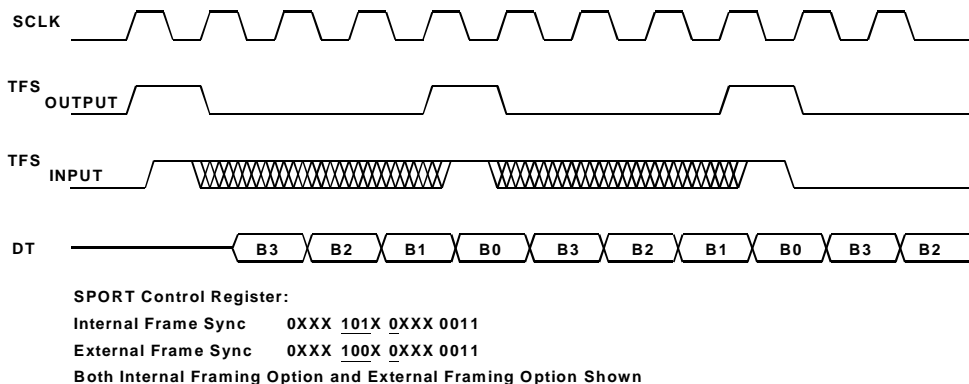 SCLK
TFS OUTPUT
TFS INPUT
DT B3 B2 B1 B0 B3 B2 B1 B0 B3 B2
SPORT Control Register:
Internal Frame Sync 0XXX 101X 0XXX 0011
External Frame Sync 0XXX 100X 0XXX 0011
Both Internal Framing Option and External Framing Option Shown